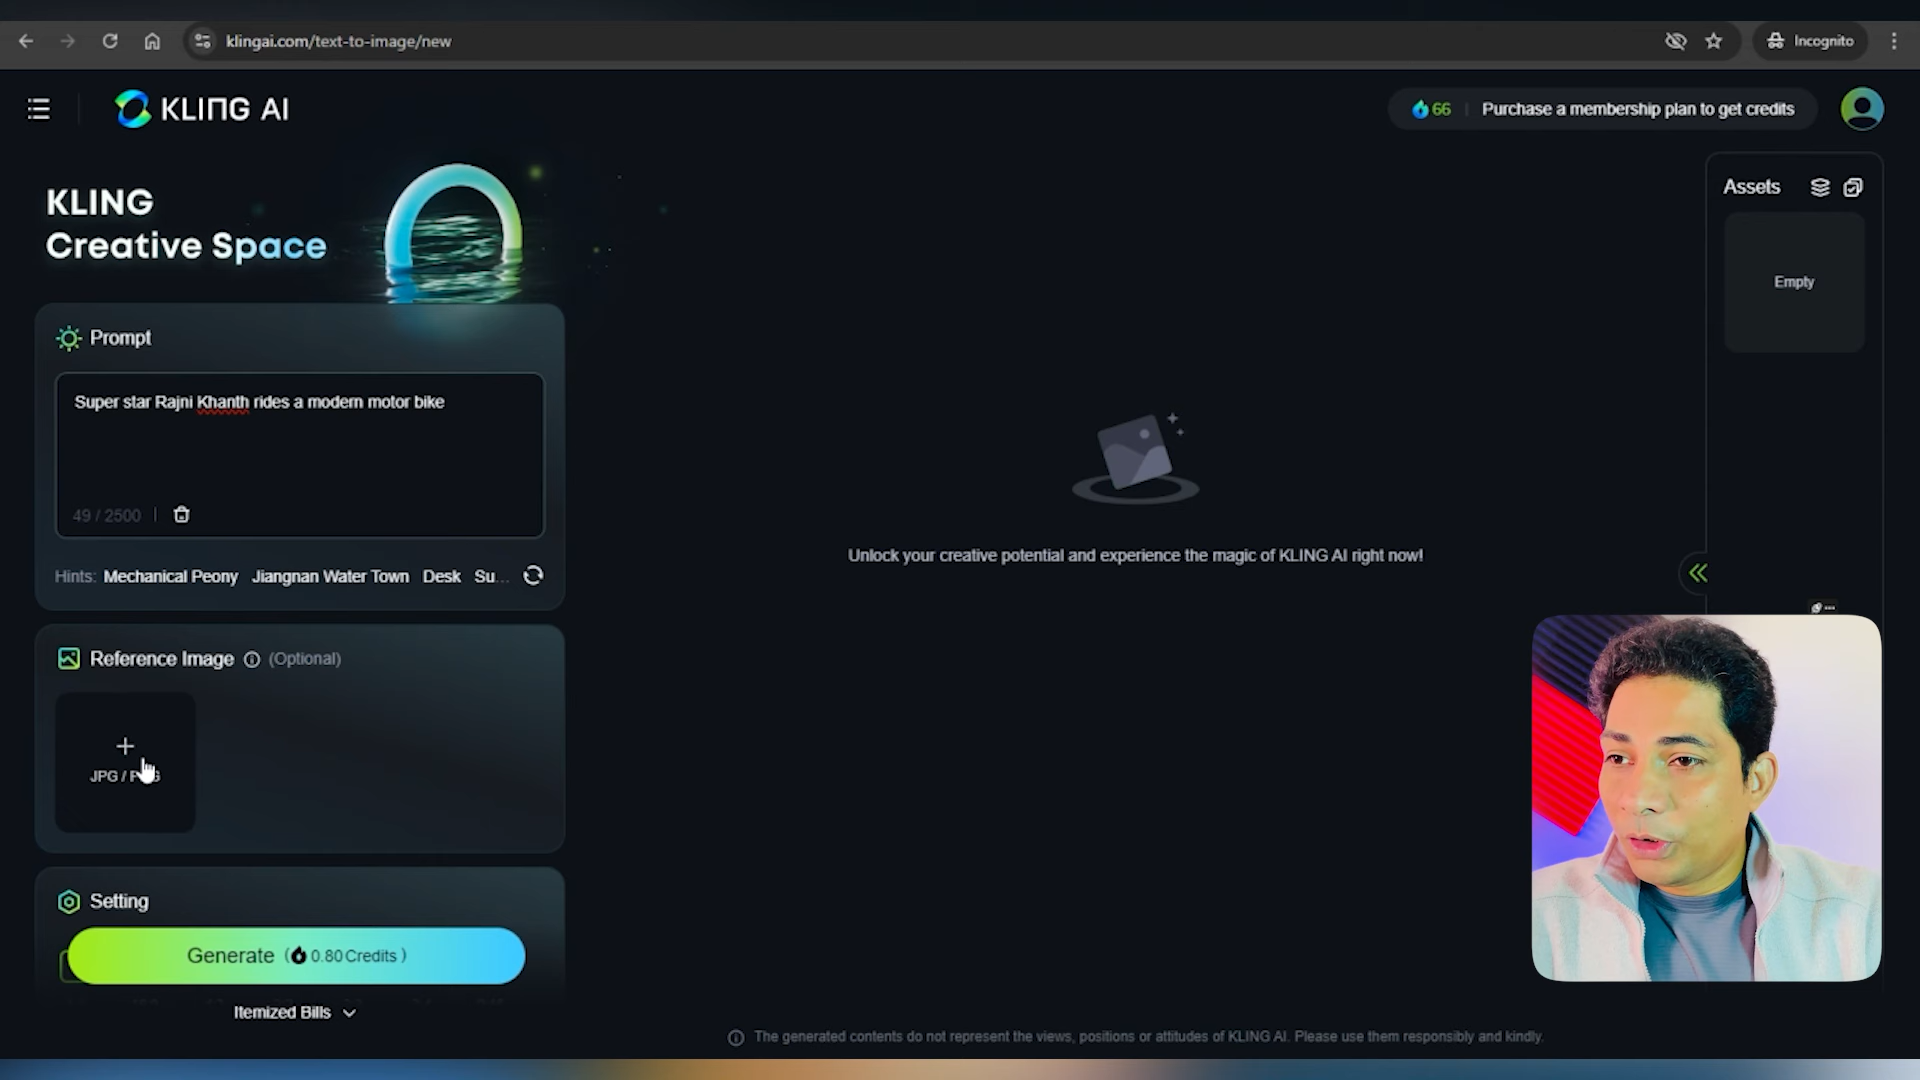 klingai.com/text-to-image/new
Incognito
KLING AI
66
Purchase a membership plan to get credits
KLING
Creative Space
Assets
Empty
Prompt
Super star Rajni Khanth rides a modern motor bike
49 / 2500
Hints: Mechanical Peony Jiangnan Water Town Desk Su...
Unlock your creative potential and experience the magic of KLING AI right now!
Reference Image (Optional)
JPG / PNG
Setting
Generate ( 0.80 Credits )
Itemized Bills
The generated contents do not represent the views, positions or attitudes of KLING AI. Please use them responsibly and kindly.